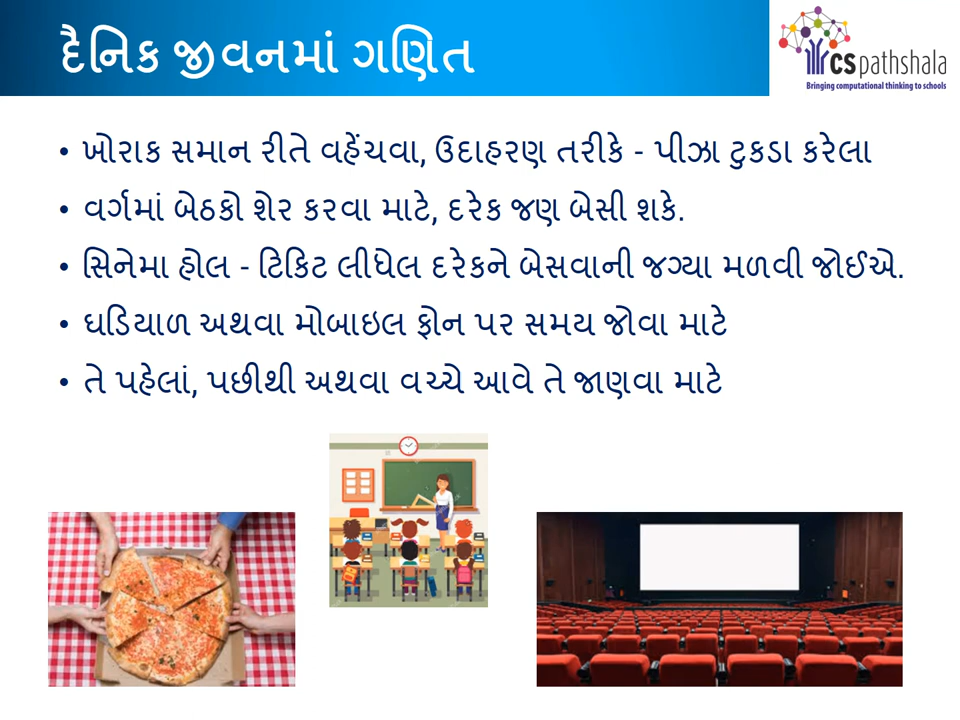 દૈનિક જીવનમાં ગણિત
cspathshala
Bringing computational thinking to schools
• ખોરાક સમાન રીતે વહેંચવા, ઉદાહરણ તરીકે - પીઝા ટુકડા કરેલા
• વર્ગમાં બેઠકો શેર કરવા માટે, દરેક જણ બેસી શકે.
• સિનેમા હોલ - ટિકિટ લીધેલ દરેકને બેસવાની જગ્યા મળવી જોઈએ.
• ઘડિયાળ અથવા મોબાઇલ ફોન પર સમય જોવા માટે
• તે પહેલાં, પછીથી અથવા વચ્ચે આવે તે જાણવા માટે